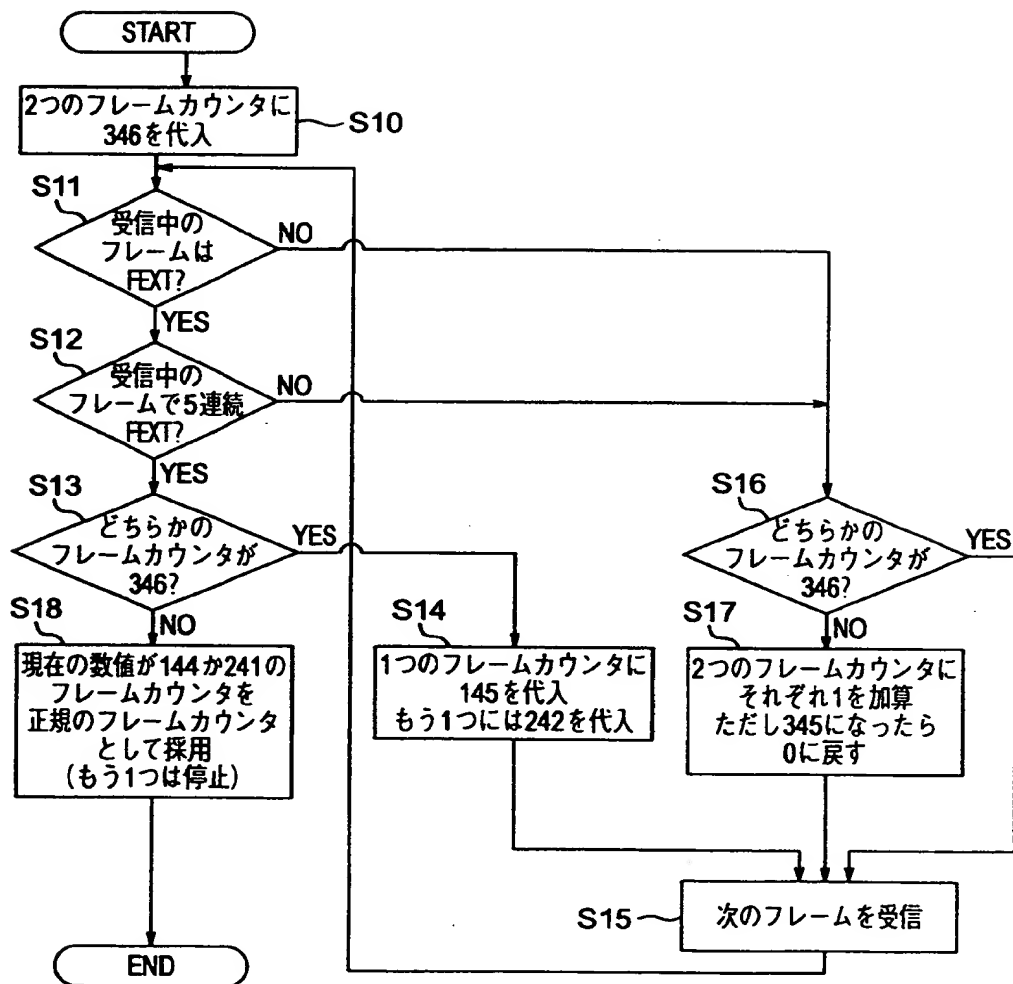 START
2つのフレームカウンタに
346を代入
S10
S11
受信中の
フレームは
FEXT?
NO
YES
S12
受信中の
フレームで5連続
FEXT?
NO
YES
S13
どちらかの
フレームカウンタが
346?
YES
NO
S16
どちらかの
フレームカウンタが
346?
YES
NO
S18
現在の数値が144か241の
フレームカウンタを
正規のフレームカウンタ
として採用
(もう1つは停止)
S14
1つのフレームカウンタに
145を代入
もう1つには242を代入
S17
2つのフレームカウンタに
それぞれ1を加算
ただし345になったら
0に戻す
S15
次のフレームを受信
END